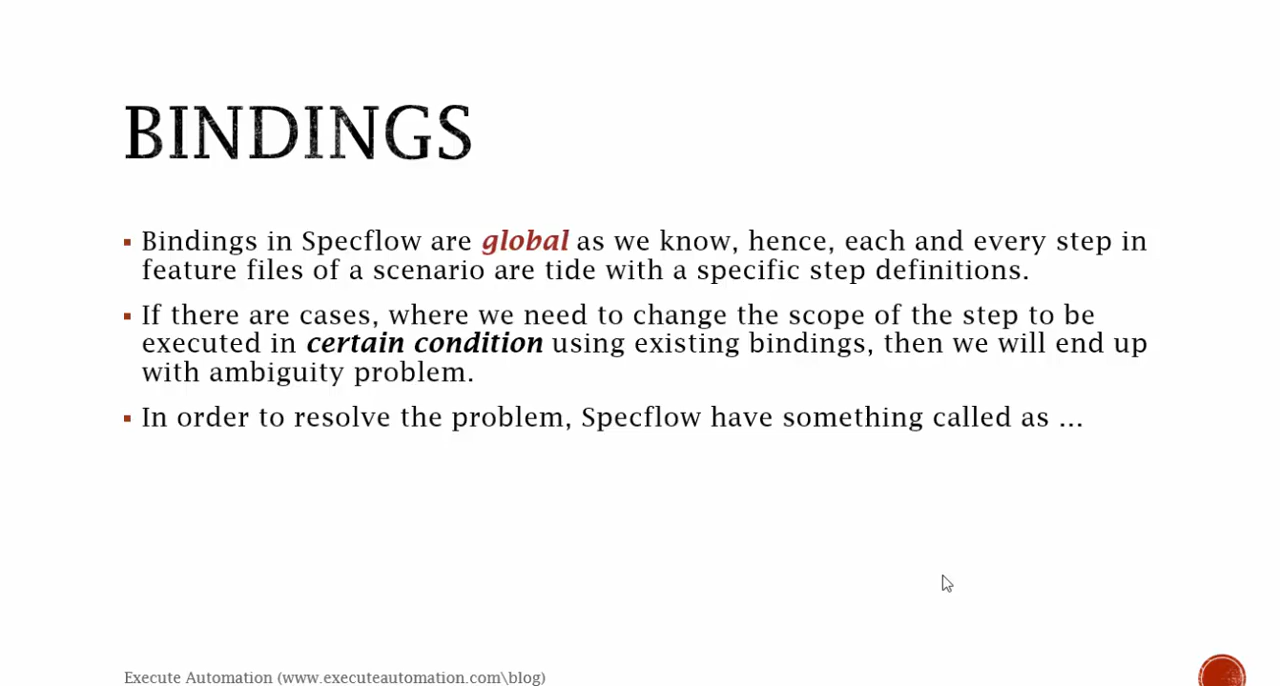 BINDINGS
▪ Bindings in Specflow are global as we know, hence, each and every step in
feature files of a scenario are tide with a specific step definitions.
▪ If there are cases, where we need to change the scope of the step to be
executed in certain condition using existing bindings, then we will end up
with ambiguity problem.
▪ In order to resolve the problem, Specflow have something called as ...
Execute Automation (www.executeautomation.com\blog)